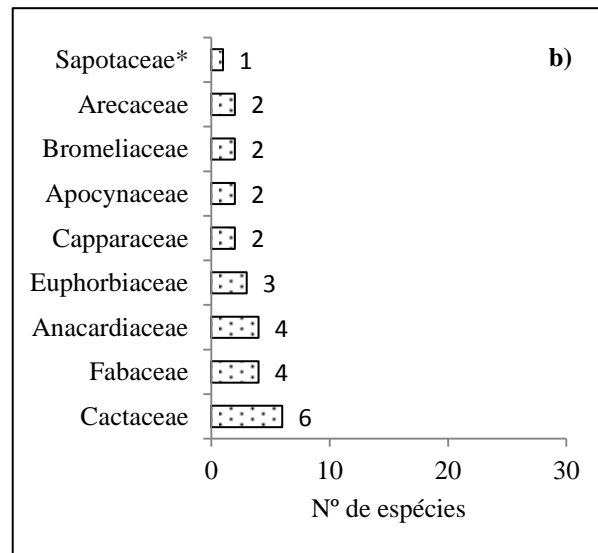 b)
Sapotaceae* 1
Arecaceae 2
Bromeliaceae 2
Apocynaceae 2
Capparaceae 2
Euphorbiaceae 3
Anacardiaceae 4
Fabaceae 4
Cactaceae 6
0 10 20 30
Nº de espécies